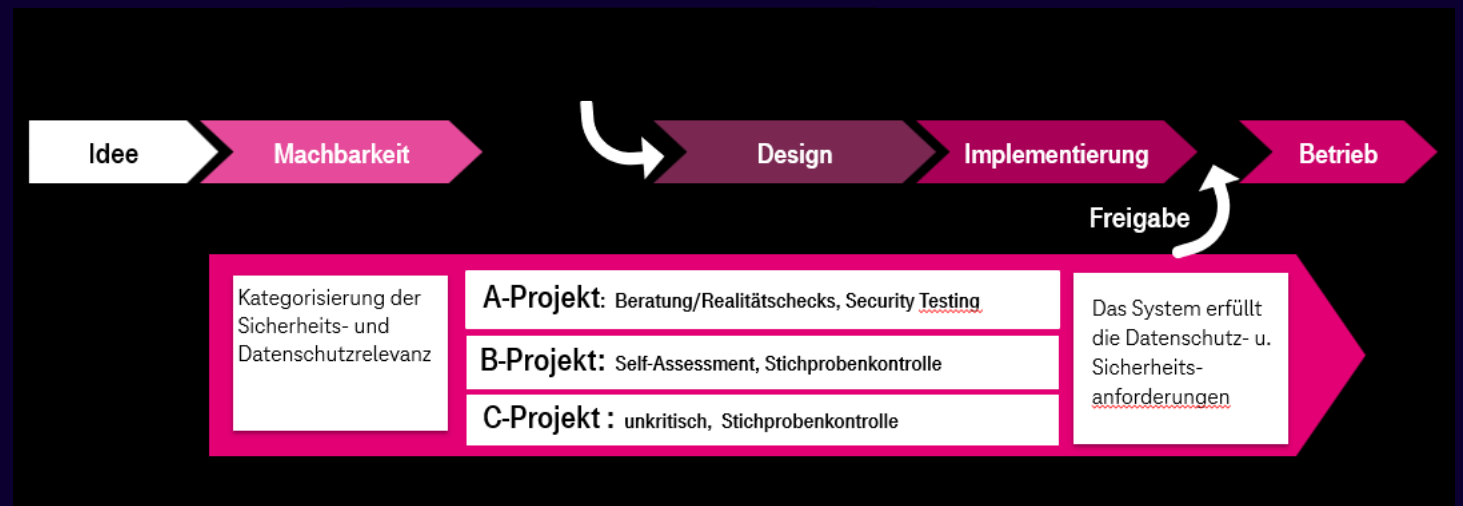 Idee
Machbarkeit
Design
Implementierung
Betrieb
Freigabe
Kategorisierung der
Sicherheits- und
Datenschutzrelevanz
A-Projekt: Beratung/Realitätschecks, Security Testing
B-Projekt: Self-Assessment, Stichprobenkontrolle
C-Projekt : unkritisch, Stichprobenkontrolle
Das System erfüllt
die Datenschutz- u.
Sicherheits-
anforderungen